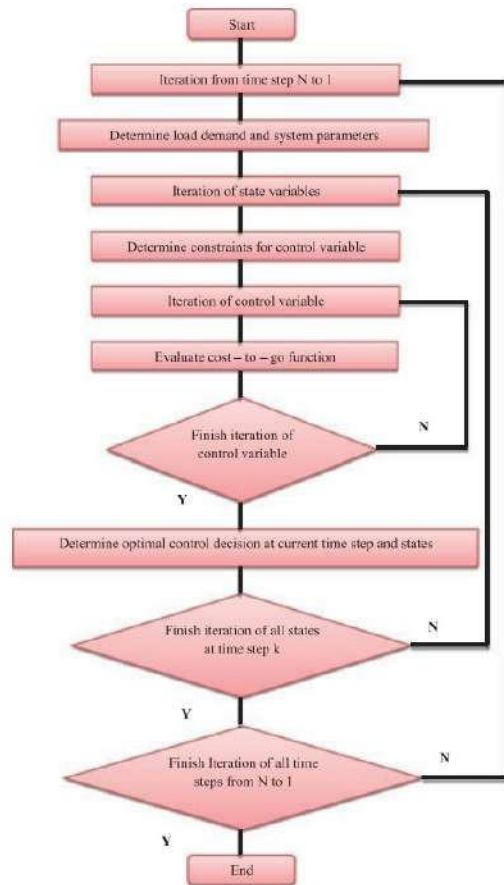 Start
Iteration from time step N to 1
Determine load demand and system parameters
Iteration of state variables
Determine constraints for control variable
Iteration of control variable
Evaluate cost – to – go function
Finish iteration of
control variable
N
Y
Determine optimal control decision at current time step and states
Finish iteration of all states
at time step k
N
Y
Finish Iteration of all time
steps from N to 1
N
Y
End